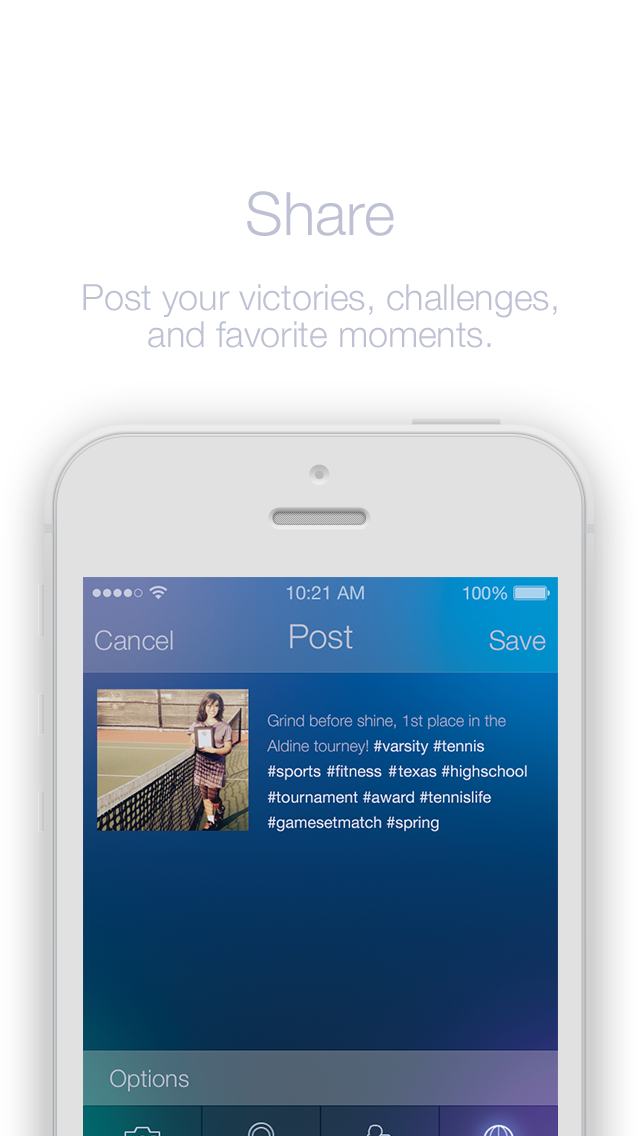 Share
Post your victories, challenges,
and favorite moments.
10:21 AM 100%
Cancel Post Save
Grind before shine, 1st place in the
Aldine tourney! #varsity #tennis
#sports #fitness #texas #highschool
#tournament #award #tennislife
#gamesetmatch #spring
Options